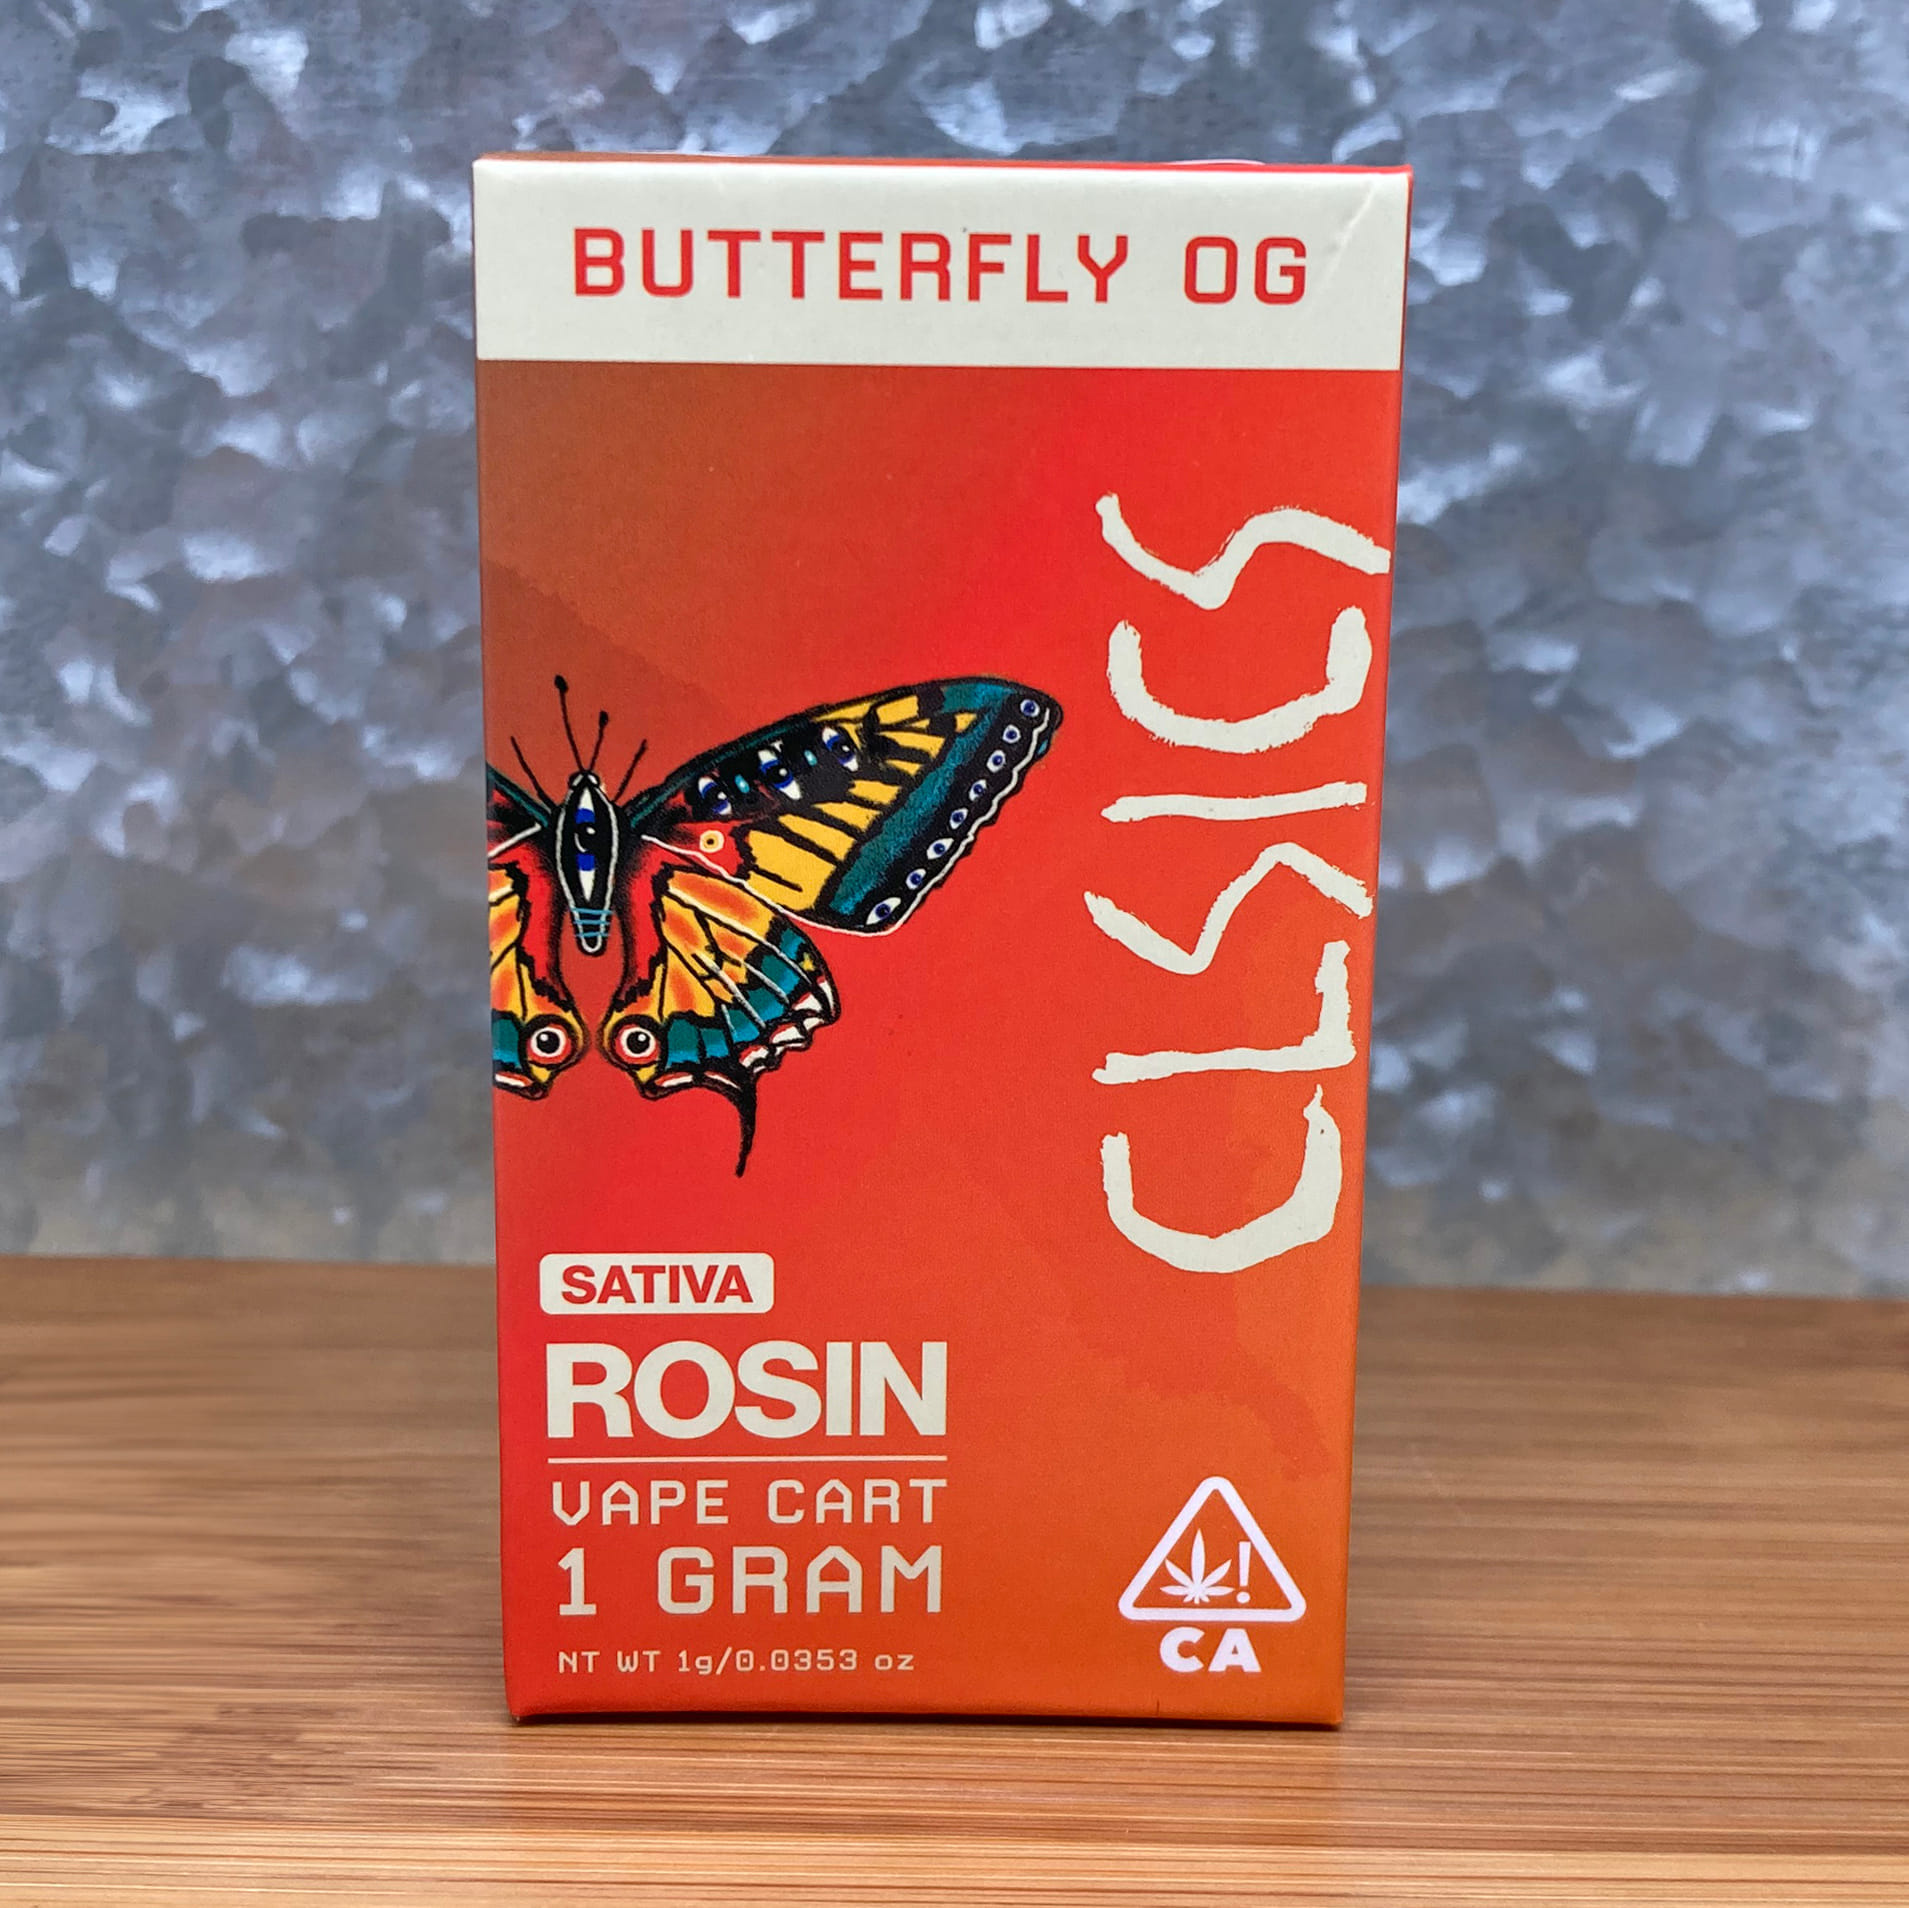 BUTTERFLY OG
CLSICS
SATIVA
ROSIN
VAPE CART
1 GRAM
NT WT 1g/0.0353 oz
!
CA